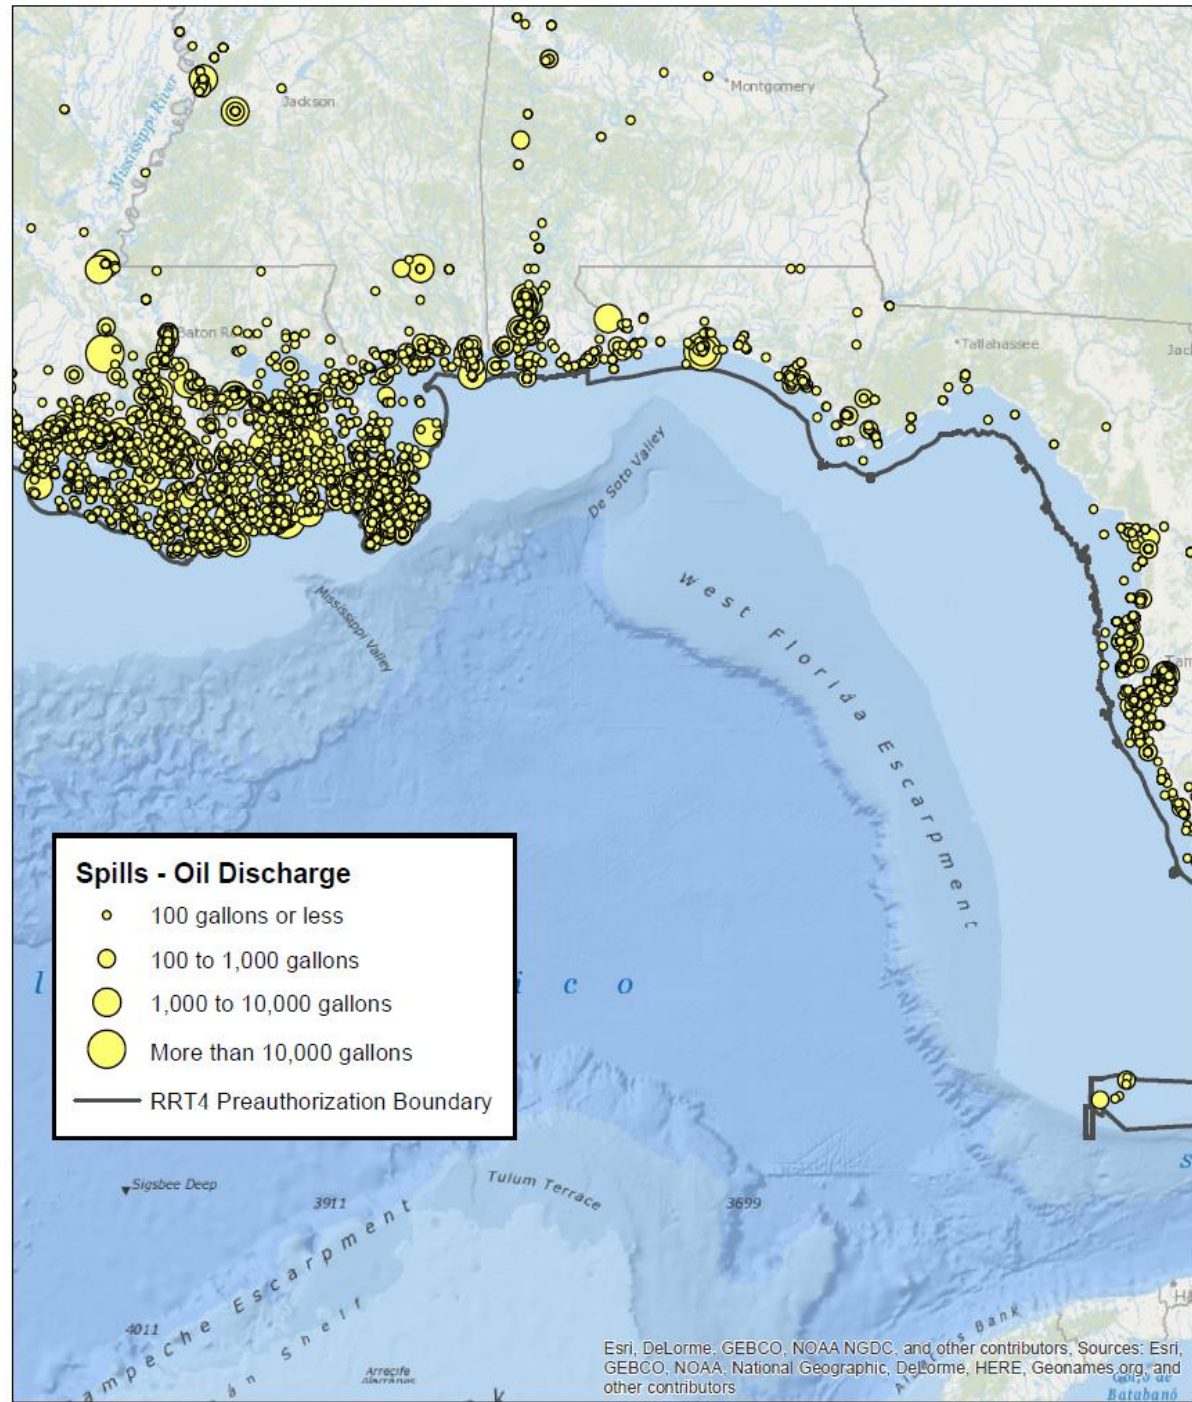 Mississippi River
Jackson
Montgomery
Baton R
Tallahassee
Jac
De Soto Valley
Mississippi Valley
West Florida Escarpment
Tam
Spills - Oil Discharge
100 gallons or less
100 to 1,000 gallons
1,000 to 10,000 gallons
More than 10,000 gallons
RRT4 Preauthorization Boundary
l
i c o
S
Sigsbee Deep
3911
Tulum Terrace
3699
ampeche Escarpment
4011
án Shelf
Arrecife
Alacranes
k
Ha
Bank
Esri, DeLorme, GEBCO, NOAA NGDC, and other contributors, Sources: Esri,
GEBCO, NOAA, National Geographic, DeLorme, HERE, Geonames.org, and
other contributors
Golfo de
Batabanó